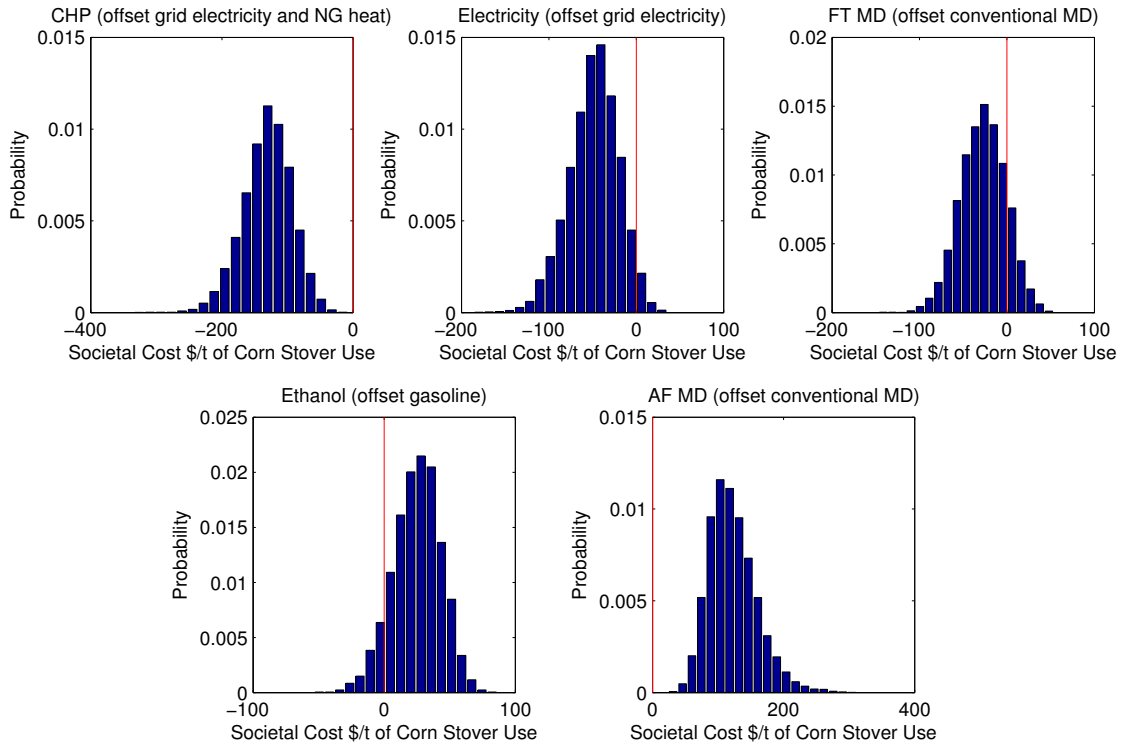 CHP (offset grid electricity and NG heat)
0.015
0.01
0.005
0
−400
−200
0
Probability
Societal Cost $/t of Corn Stover Use
Electricity (offset grid electricity)
0.015
0.01
0.005
0
−200
−100
0
100
Probability
Societal Cost $/t of Corn Stover Use
FT MD (offset conventional MD)
0.02
0.015
0.01
0.005
0
−200
−100
0
100
Probability
Societal Cost $/t of Corn Stover Use
Ethanol (offset gasoline)
0.025
0.02
0.015
0.01
0.005
0
−100
0
100
Probability
Societal Cost $/t of Corn Stover Use
AF MD (offset conventional MD)
0.015
0.01
0.005
0
0
200
400
Probability
Societal Cost $/t of Corn Stover Use